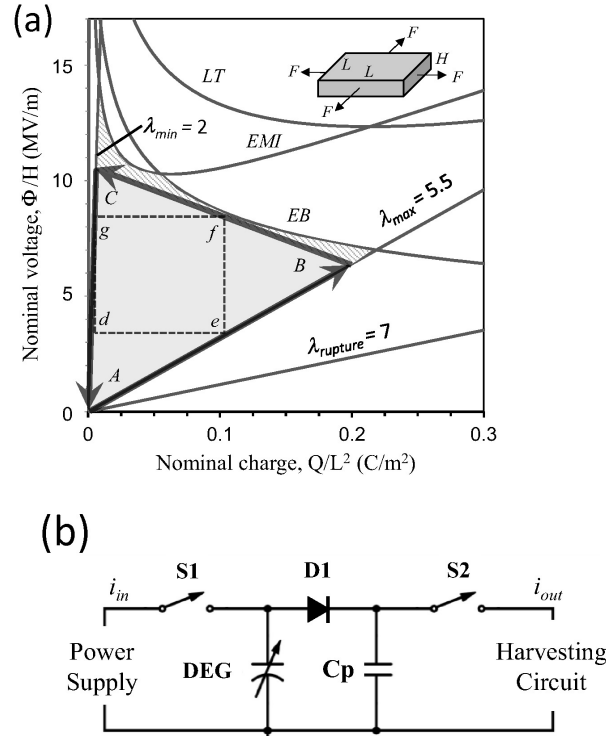 (a)
Nominal voltage, Φ/H (MV/m)
15
10
5
0
LT
λmin = 2
EMI
EB
λmax = 5.5
λrupture = 7
F
F
F
F
L
L
H
C
g
f
B
d
e
A
0
0.1
0.2
0.3
Nominal charge, Q/L² (C/m²)
(b)
S1
D1
S2
iin
iout
Power
Supply
DEG
Cp
Harvesting
Circuit